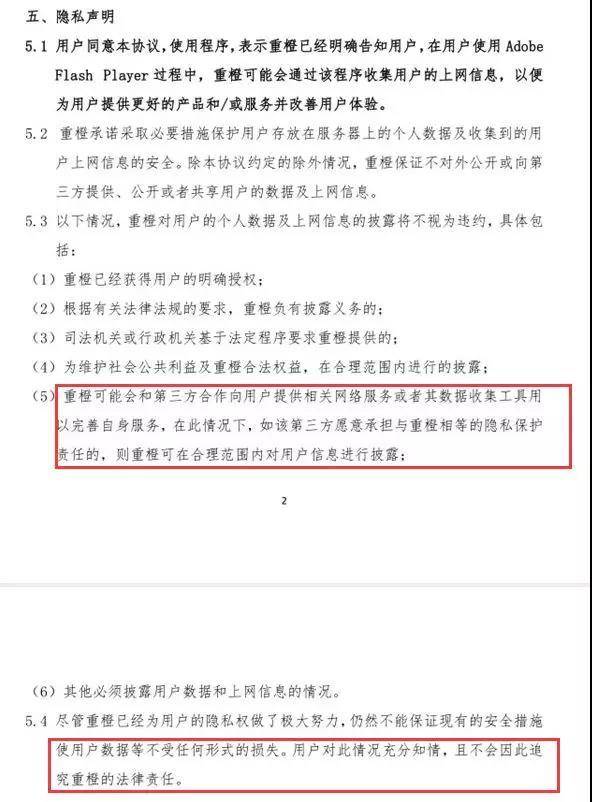 五、隐私声明
5.1 用户同意本协议,使用程序,表示重橙已经明确告知用户,在用户使用 Adobe
Flash Player 过程中，重橙可能会通过该程序收集用户的上网信息，以便
为用户提供更好的产品和/或服务并改善用户体验。
5.2 重橙承诺采取必要措施保护用户存放在服务器上的个人数据及收集到的用
户上网信息的安全。除本协议约定的除外情况，重橙保证不对外公开或向第
三方提供、公开或者共享用户的数据及上网信息。
5.3 以下情况，重橙对用户的个人数据及上网信息的披露将不视为违约，具体包
括：
（1）重橙已经获得用户的明确授权；
（2）根据有关法律法规的要求，重橙负有披露义务的；
（3）司法机关或行政机关基于法定程序要求重橙提供的；
（4）为维护社会公共利益及重橙合法权益，在合理范围内进行的披露；
（5）重橙可能会和第三方合作向用户提供相关网络服务或者其数据收集工具用
以完善自身服务，在此情况下，如该第三方愿意承担与重橙相等的隐私保护
责任的，则重橙可在合理范围内对用户信息进行披露；
2
（6）其他必须披露用户数据和上网信息的情况。
5.4 尽管重橙已经为用户的隐私权做了极大努力，仍然不能保证现有的安全措施
使用户数据等不受任何形式的损失。用户对此情况充分知情，且不会因此追
究重橙的法律责任。